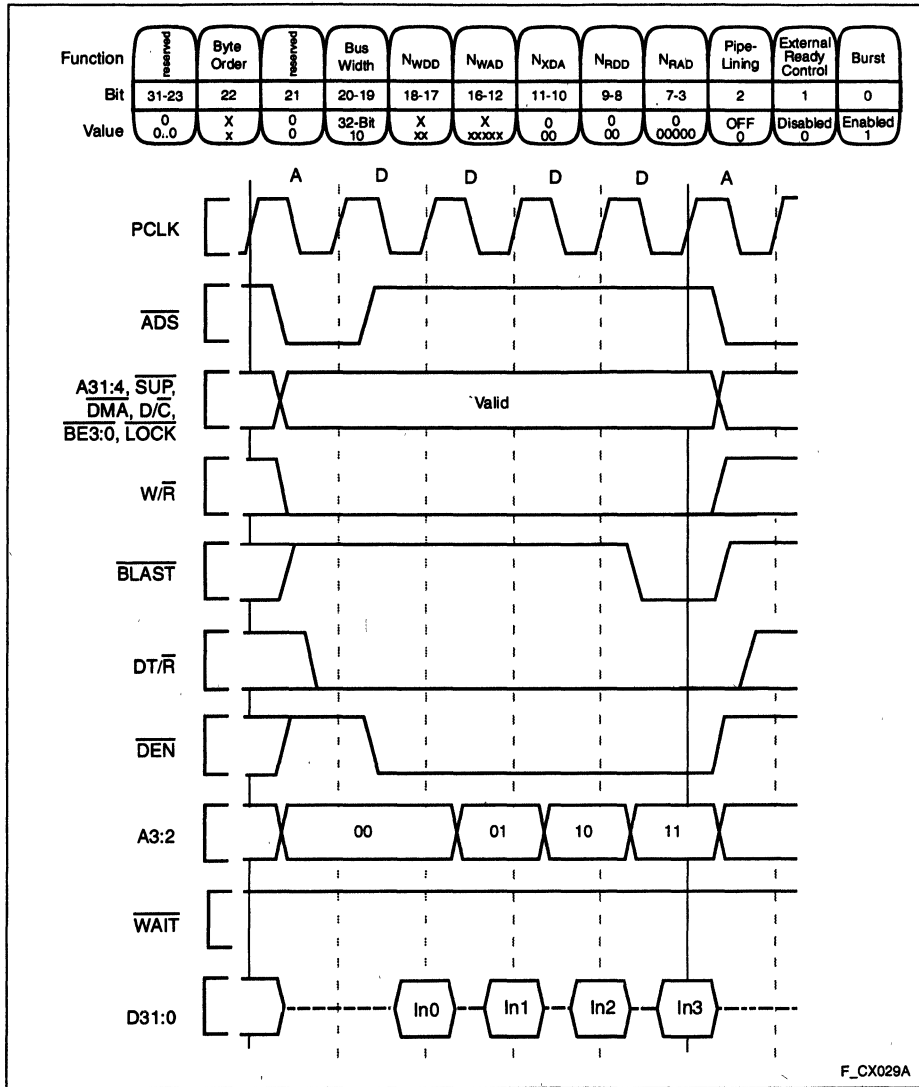 Function reserved Byte Order reserved Bus Width NWDD NWAD NXDA NRDD NRAD Pipe-Lining External Ready Control Burst
Bit 31-23 22 21 20-19 18-17 16-12 11-10 9-8 7-3 2 1 0
Value 0 0..0 X x 0 0 32-Bit 10 X xx X xxxxx 0 00 0 00 0 00000 OFF 0 Disabled 0 Enabled 1
A D D D D A
PCLK
ADS
A31:4, SUP,
DMA, D/C,
BE3:0, LOCK
Valid
W/R
BLAST
DT/R
DEN
A3:2 00 01 10 11
WAIT
D31:0 In0 In1 In2 In3
F_CX029A